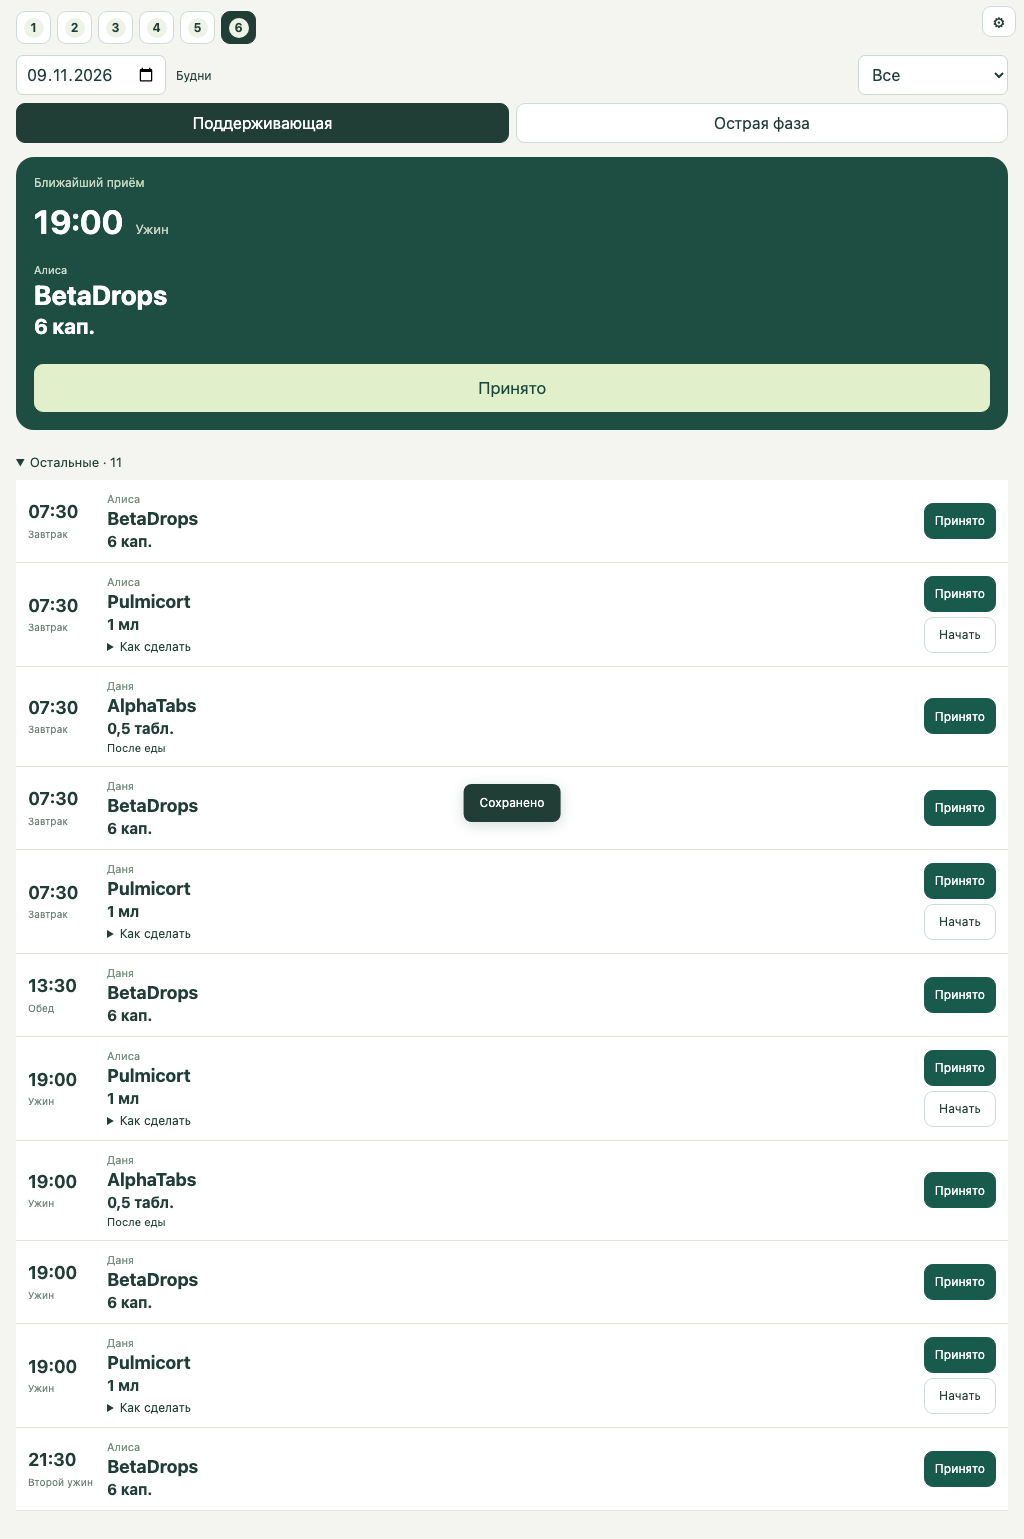 1 2 3 4 5 6
⚙
09.11.2026 Будни Все
Поддерживающая Острая фаза
Ближайший приём
19:00 Ужин
Алиса
BetaDrops
6 кап.
Принято
▼ Остальные · 11
07:30
Завтрак
Алиса
BetaDrops
6 кап.
Принято
07:30
Завтрак
Алиса
Pulmicort
1 мл
▶ Как сделать
Принято
Начать
07:30
Завтрак
Даня
AlphaTabs
0,5 табл.
После еды
Принято
07:30
Завтрак
Даня
BetaDrops
6 кап.
Сохранено
Принято
07:30
Завтрак
Даня
Pulmicort
1 мл
▶ Как сделать
Принято
Начать
13:30
Обед
Даня
BetaDrops
6 кап.
Принято
19:00
Ужин
Алиса
Pulmicort
1 мл
▶ Как сделать
Принято
Начать
19:00
Ужин
Даня
AlphaTabs
0,5 табл.
После еды
Принято
19:00
Ужин
Даня
BetaDrops
6 кап.
Принято
19:00
Ужин
Даня
Pulmicort
1 мл
▶ Как сделать
Принято
Начать
21:30
Второй ужин
Алиса
BetaDrops
6 кап.
Принято